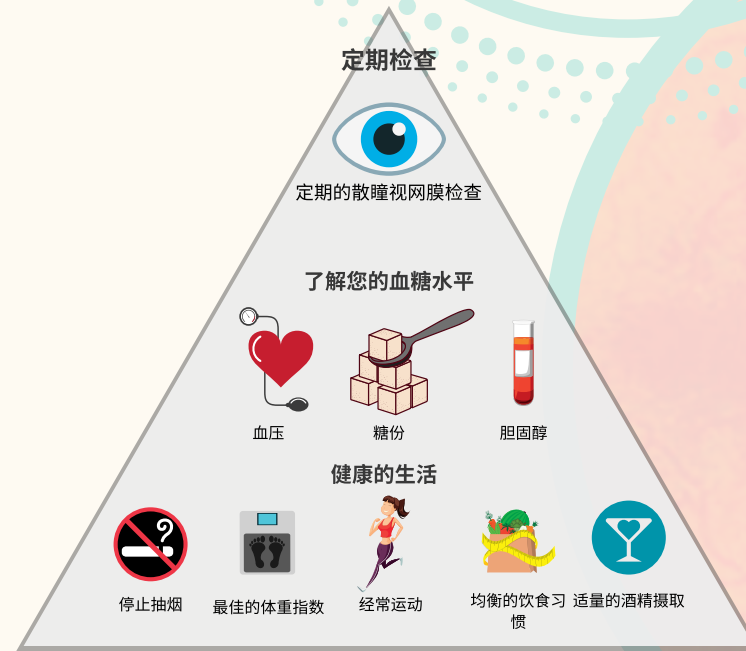 定期检查
定期的散瞳视网膜检查
了解您的血糖水平
血压
糖份
胆固醇
健康的生活
停止抽烟
最佳的体重指数
经常运动
均衡的饮食习
惯
适量的酒精摄取